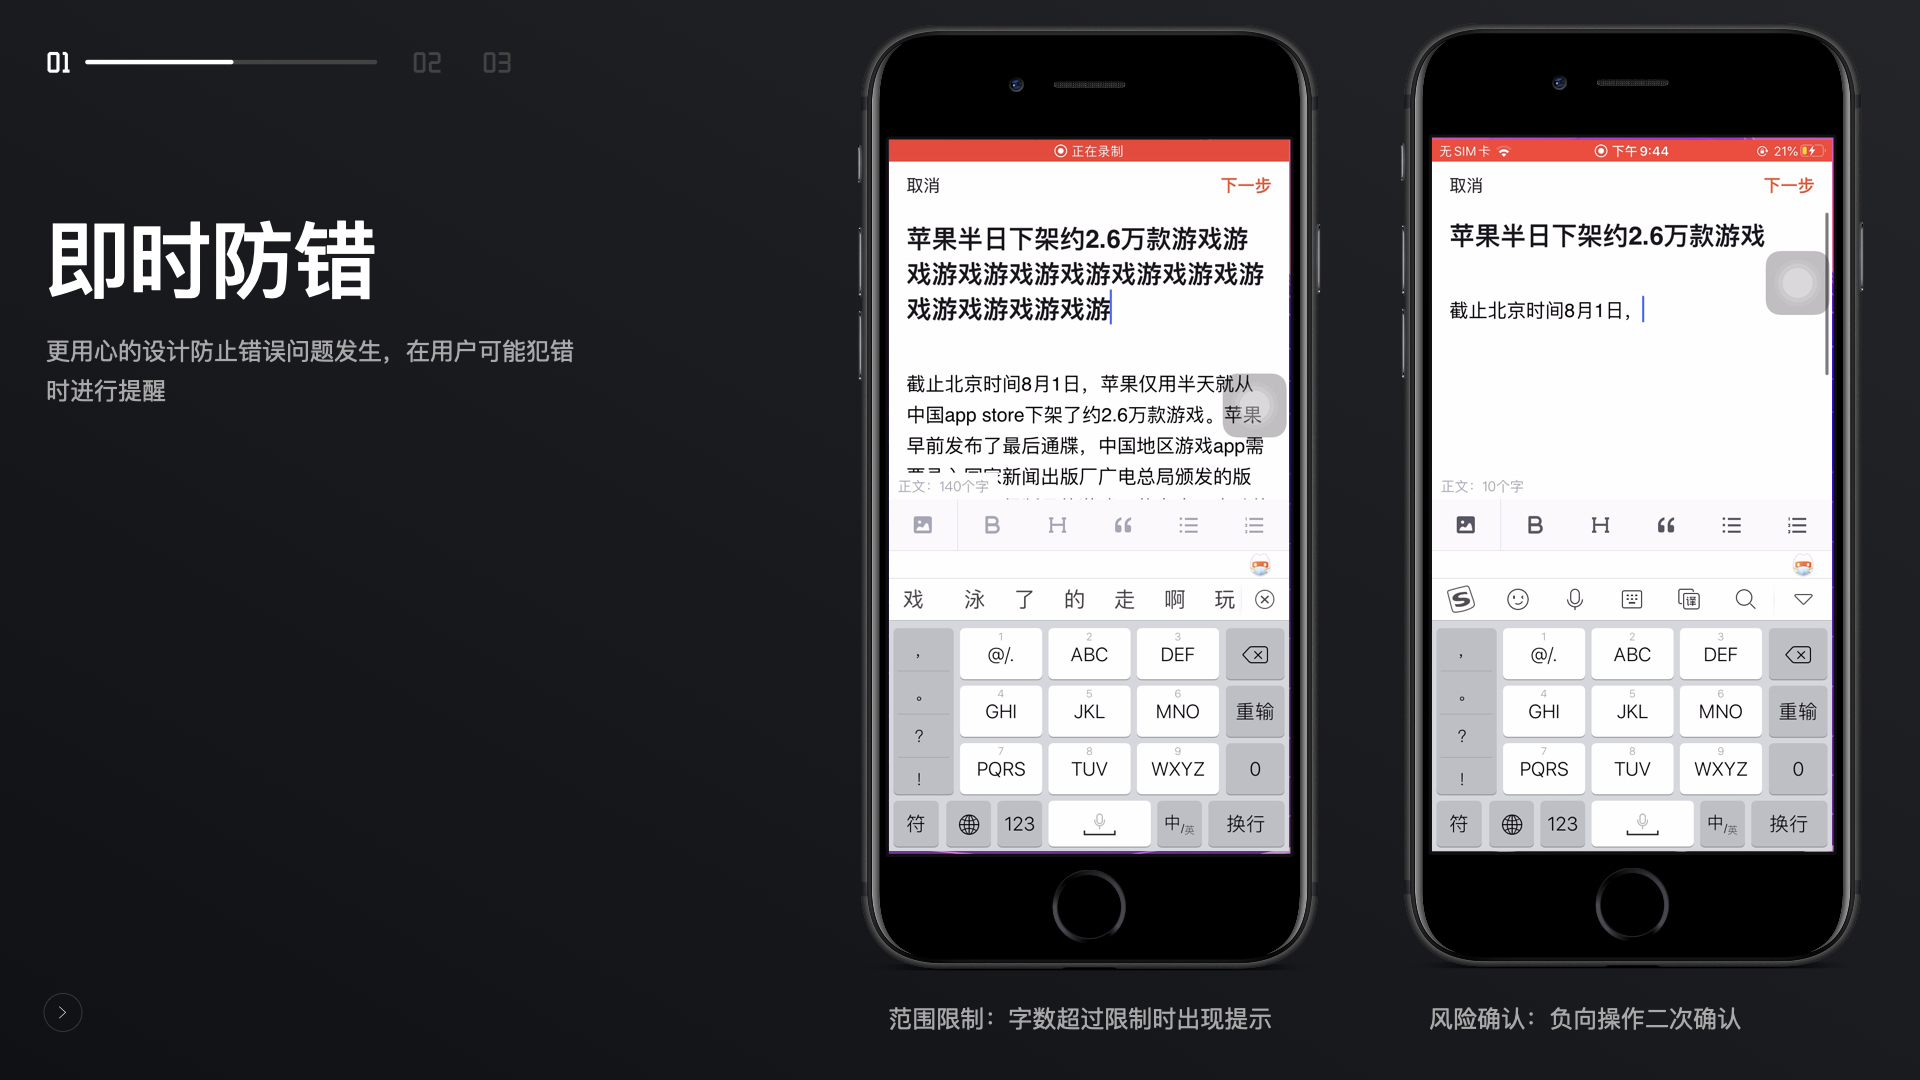 01 02 03
即时防错
更用心的设计防止错误问题发生，在用户可能犯错
时进行提醒
正在录制
取消 下一步
苹果半日下架约2.6万款游戏游
戏游戏游戏游戏游戏游戏游戏游
戏游戏游戏游戏游
截止北京时间8月1日，苹果仅用半天就从
中国app store下架了约2.6万款游戏。苹果
早前发布了最后通牒，中国地区游戏app需
新闻出版厂广电总局颁发的版
正文：140个字
B H
戏 泳 了 的 走 啊 玩
， 1 @/. 2 ABC 3 DEF
。 4 GHI 5 JKL 6 MNO 重输
？ 7 PQRS 8 TUV 9 WXYZ 0
！
符 123 中/英 换行
范围限制：字数超过限制时出现提示
无SIM卡 下午9:44 21%
取消 下一步
苹果半日下架约2.6万款游戏
截止北京时间8月1日，
正文：10个字
B H
S 译
， 1 @/. 2 ABC 3 DEF
。 4 GHI 5 JKL 6 MNO 重输
？ 7 PQRS 8 TUV 9 WXYZ 0
！
符 123 中/英 换行
风险确认：负向操作二次确认